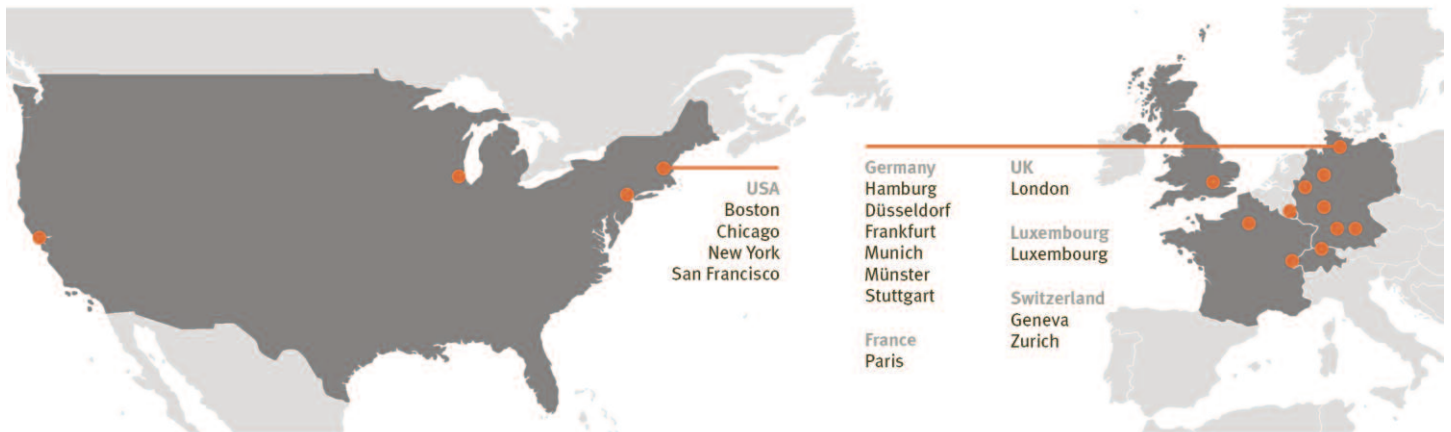 USA
Boston
Chicago
New York
San Francisco
Germany
Hamburg
Düsseldorf
Frankfurt
Munich
Münster
Stuttgart
France
Paris
UK
London
Luxembourg
Luxembourg
Switzerland
Geneva
Zurich